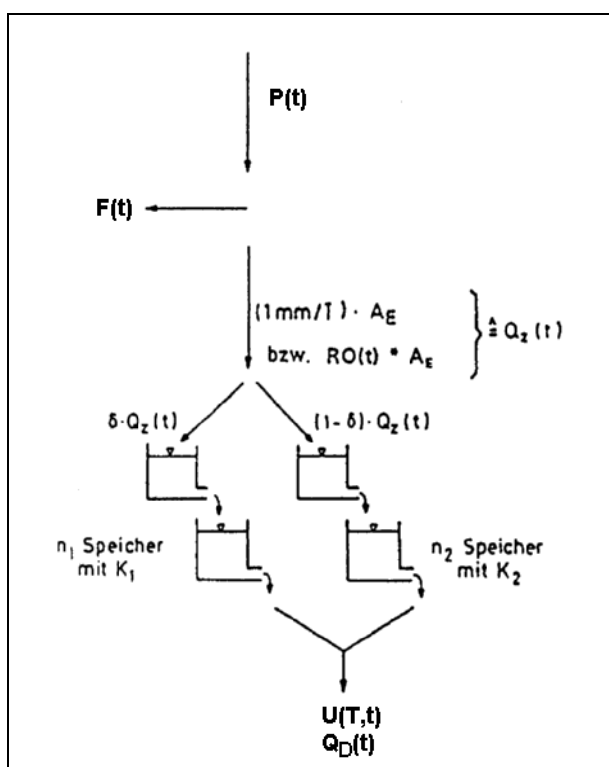 P(t)
F(t)
(1mm/T) · A_E
bzw. RO(t) * A_E
≙ Q_z(t)
δ·Q_z(t)
(1-δ)·Q_z(t)
n_1 Speicher
mit K_1
n_2 Speicher
mit K_2
U(T,t)
Q_D(t)